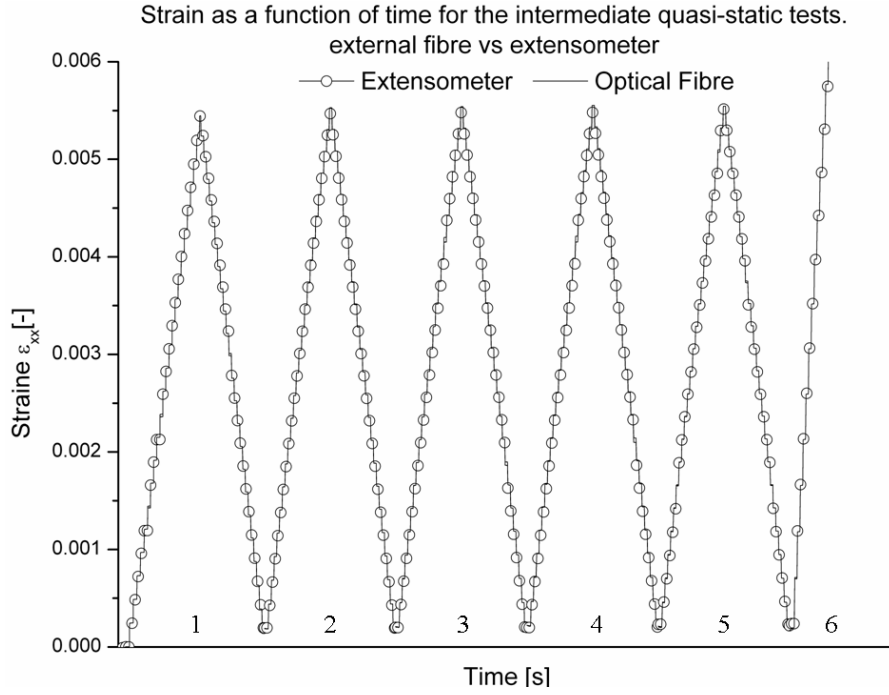 Strain as a function of time for the intermediate quasi-static tests.
external fibre vs extensometer
Extensometer Optical Fibre
0.006
0.005
0.004
0.003
0.002
0.001
0.000
Straine ε_xx[-]
1 2 3 4 5 6
Time [s]